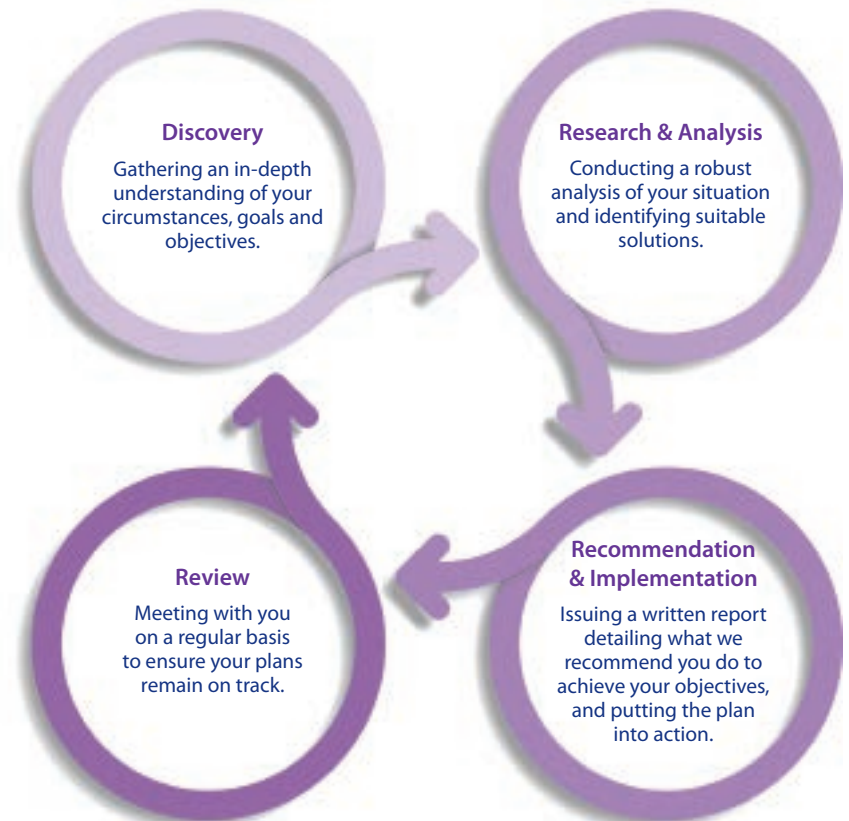 Discovery
Gathering an in-depth
understanding of your
circumstances, goals and
objectives.
Research & Analysis
Conducting a robust
analysis of your situation
and identifying suitable
solutions.
Recommendation
& Implementation
Issuing a written report
detailing what we
recommend you do to
achieve your objectives,
and putting the plan
into action.
Review
Meeting with you
on a regular basis
to ensure your plans
remain on track.